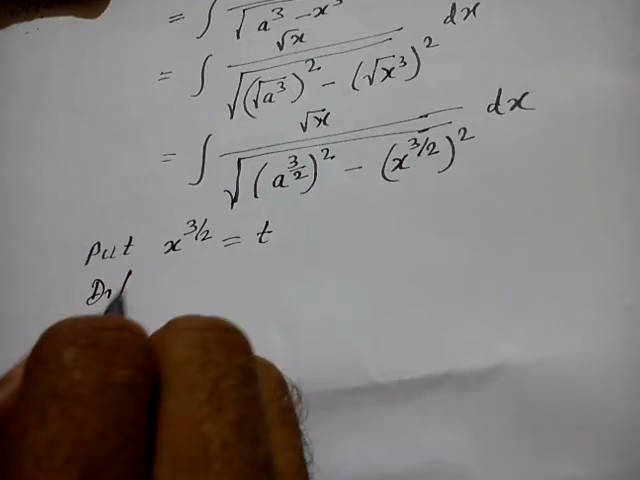 = ∫ / √(a³ - x³)
= ∫ √x / √((√a³)² - (√x³)²) dx
= ∫ √x / √((a^(3/2))² - (x^(3/2))²) dx
Put x^(3/2) = t